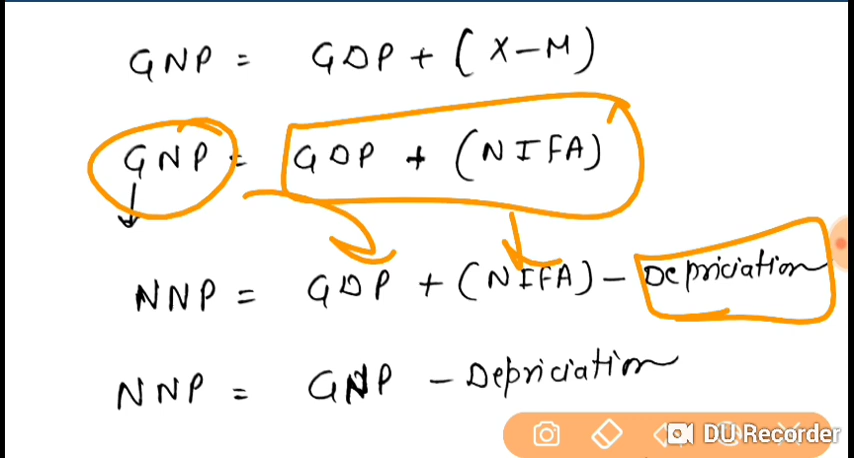 GNP = GDP + (X-M)
GNP = GDP + (NIFA)
NNP = GDP + (NIFA) - Depriciation
NNP = GNP - Depriciation
DU Recorder